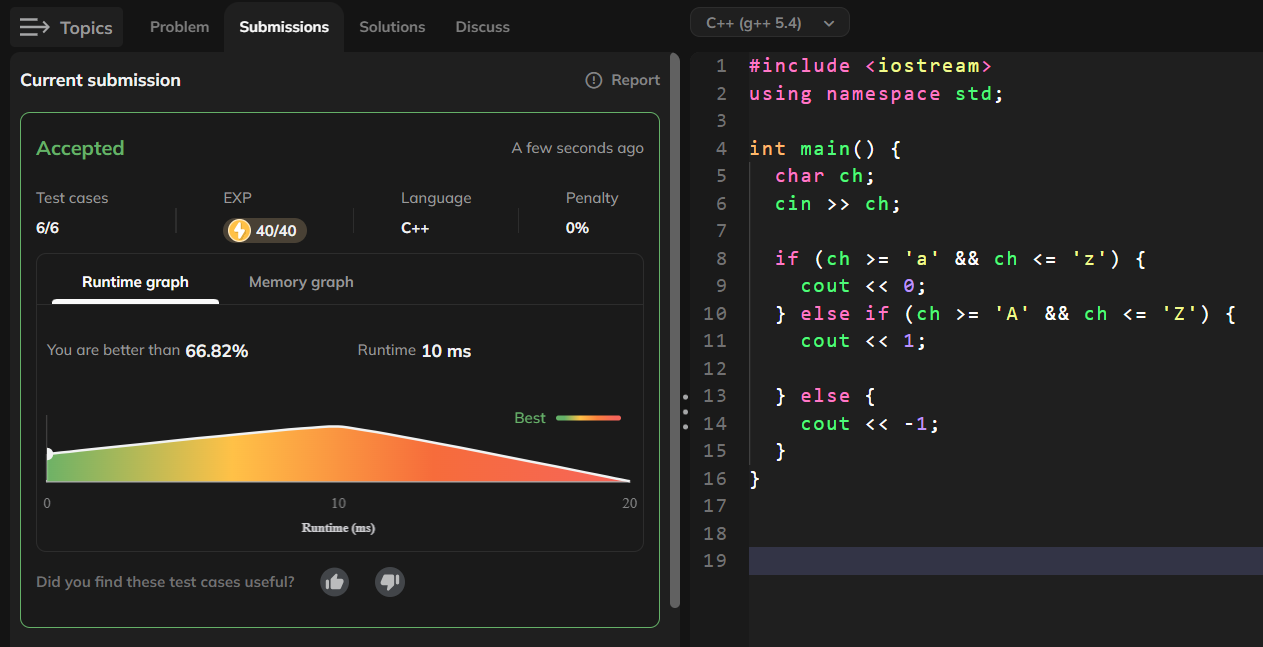 Topics
Problem
Submissions
Solutions
Discuss
Current submission
Report
Accepted
A few seconds ago
Test cases
6/6
EXP
40/40
Language
C++
Penalty
0%
Runtime graph
Memory graph
You are better than 66.82%
Runtime 10 ms
Best
0
10
20
Runtime (ms)
Did you find these test cases useful?
C++ (g++ 5.4)
1 #include <iostream>
2 using namespace std;
3
4 int main() {
5   char ch;
6   cin >> ch;
7
8   if (ch >= 'a' && ch <= 'z') {
9     cout << 0;
10   } else if (ch >= 'A' && ch <= 'Z') {
11     cout << 1;
12
13   } else {
14     cout << -1;
15   }
16 }
17
18
19